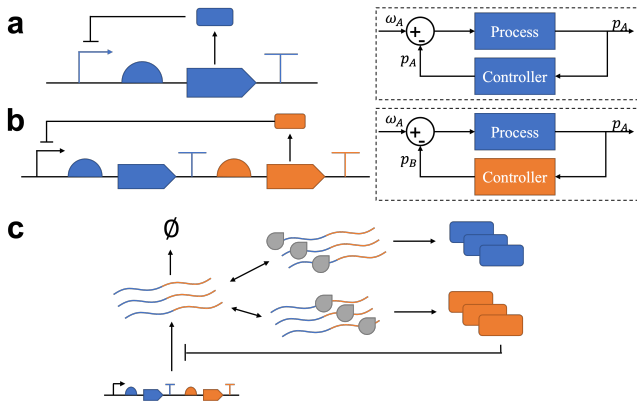 a
ω_A
+
-
Process
p_A
p_A
Controller
b
ω_A
+
-
Process
p_A
p_B
Controller
c
∅